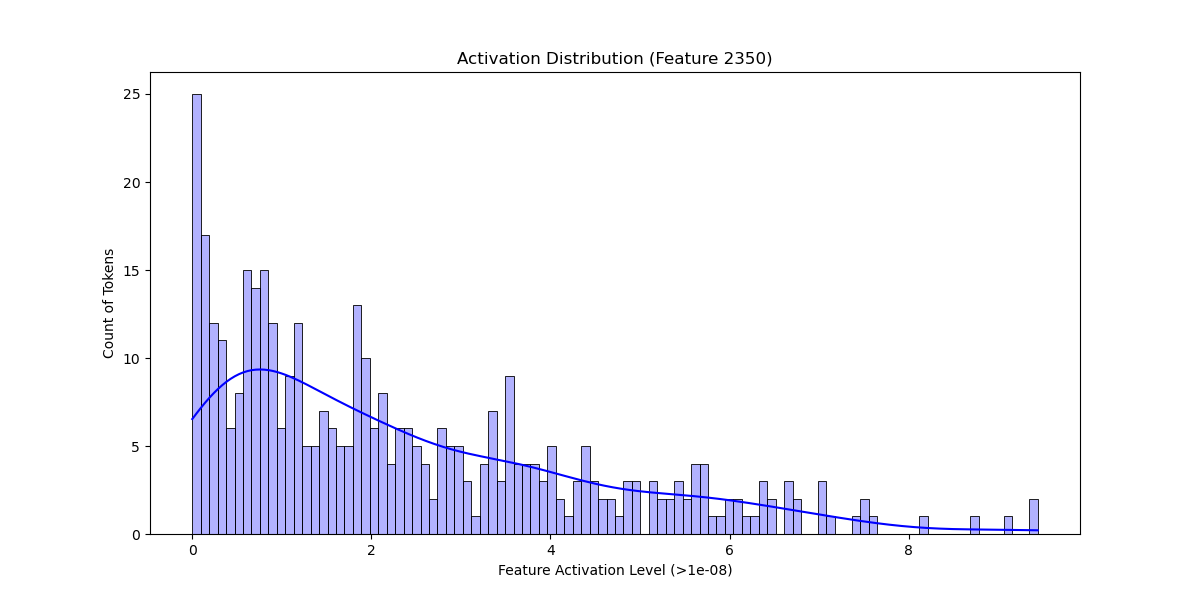 Activation Distribution (Feature 2350)
25
20
15
10
5
0
Count of Tokens
0 2 4 6 8
Feature Activation Level (>1e-08)